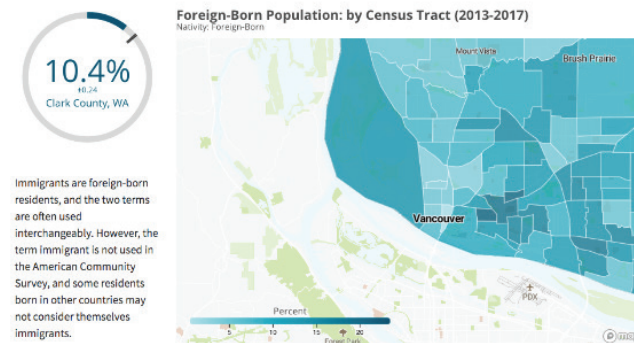 Foreign-Born Population: by Census Tract (2013-2017)
Nativity: Foreign-Born
10.4%
±0.24
Clark County, WA
Immigrants are foreign-born
residents, and the two terms
are often used
interchangeably. However, the
term immigrant is not used in
the American Community
Survey, and some residents
born in other countries may
not consider themselves
immigrants.
Mount Vista
Brush Prairie
Vancouver
PDX
Percent
5 10 15 20
Forest Park